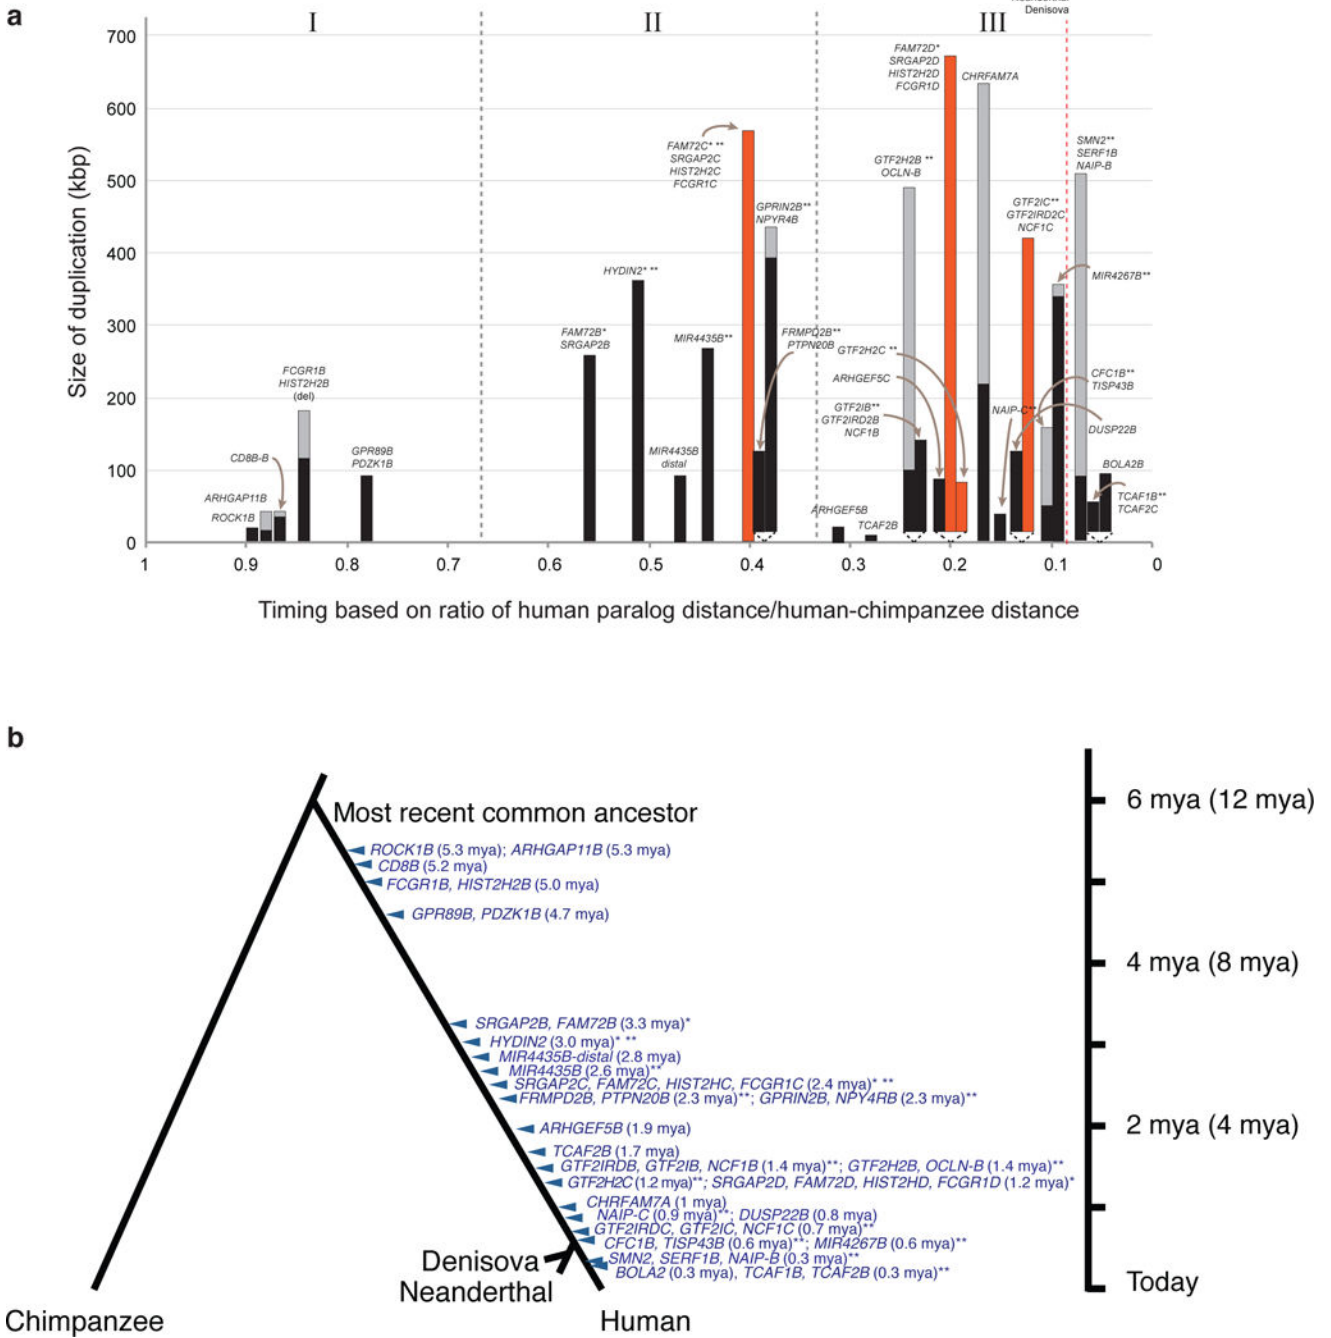 a
I
II
III
Denisova
Size of duplication (kbp)
700
600
500
400
300
200
100
0
1
0.9
0.8
0.7
0.6
0.5
0.4
0.3
0.2
0.1
0
ROCK1B
ARHGAP11B
CD8B-B
FCGR1B
HIST2H2B
(del)
GPR89B
PDZK1B
FAM72B*
SRGAP2B
HYDIN2* **
MIR4435B
distal
MIR4435B**
FAM72C* **
SRGAP2C
HIST2H2C
FCGR1C
GPRIN2B**
NPYR4B
FRMPD2B**
PTPN20B
ARHGEF5B
TCAF2B
GTF2H2B **
OCLN-B
GTF2H2C **
ARHGEF5C
GTF2IB**
GTF2IRD2B
NCF1B
FAM72D*
SRGAP2D
HIST2H2D
FCGR1D
CHRFAM7A
NAIP-C**
GTF2IC**
GTF2IRD2C
NCF1C
SMN2**
SERF1B
NAIP-B
MIR4267B**
CFC1B**
TISP43B
DUSP22B
BOLA2B
TCAF1B**
TCAF2C
Timing based on ratio of human paralog distance/human-chimpanzee distance
b
Most recent common ancestor
ROCK1B (5.3 mya); ARHGAP11B (5.3 mya)
CD8B (5.2 mya)
FCGR1B, HIST2H2B (5.0 mya)
GPR89B, PDZK1B (4.7 mya)
SRGAP2B, FAM72B (3.3 mya)*
HYDIN2 (3.0 mya)* **
MIR4435B-distal (2.8 mya)
MIR4435B (2.6 mya)**
SRGAP2C, FAM72C, HIST2HC, FCGR1C (2.4 mya)* **
FRMPD2B, PTPN20B (2.3 mya)**; GPRIN2B, NPY4RB (2.3 mya)**
ARHGEF5B (1.9 mya)
TCAF2B (1.7 mya)
GTF2IRDB, GTF2IB, NCF1B (1.4 mya)**; GTF2H2B, OCLN-B (1.4 mya)**
GTF2H2C (1.2 mya)**; SRGAP2D, FAM72D, HIST2HD, FCGR1D (1.2 mya)*
CHRFAM7A (1 mya)
NAIP-C (0.9 mya)**; DUSP22B (0.8 mya)
GTF2IRDC, GTF2IC, NCF1C (0.7 mya)**
CFC1B, TISP43B (0.6 mya)**; MIR4267B (0.6 mya)**
SMN2, SERF1B, NAIP-B (0.3 mya)**
BOLA2 (0.3 mya), TCAF1B, TCAF2B (0.3 mya)**
6 mya (12 mya)
4 mya (8 mya)
2 mya (4 mya)
Today
Denisova
Neanderthal
Chimpanzee
Human